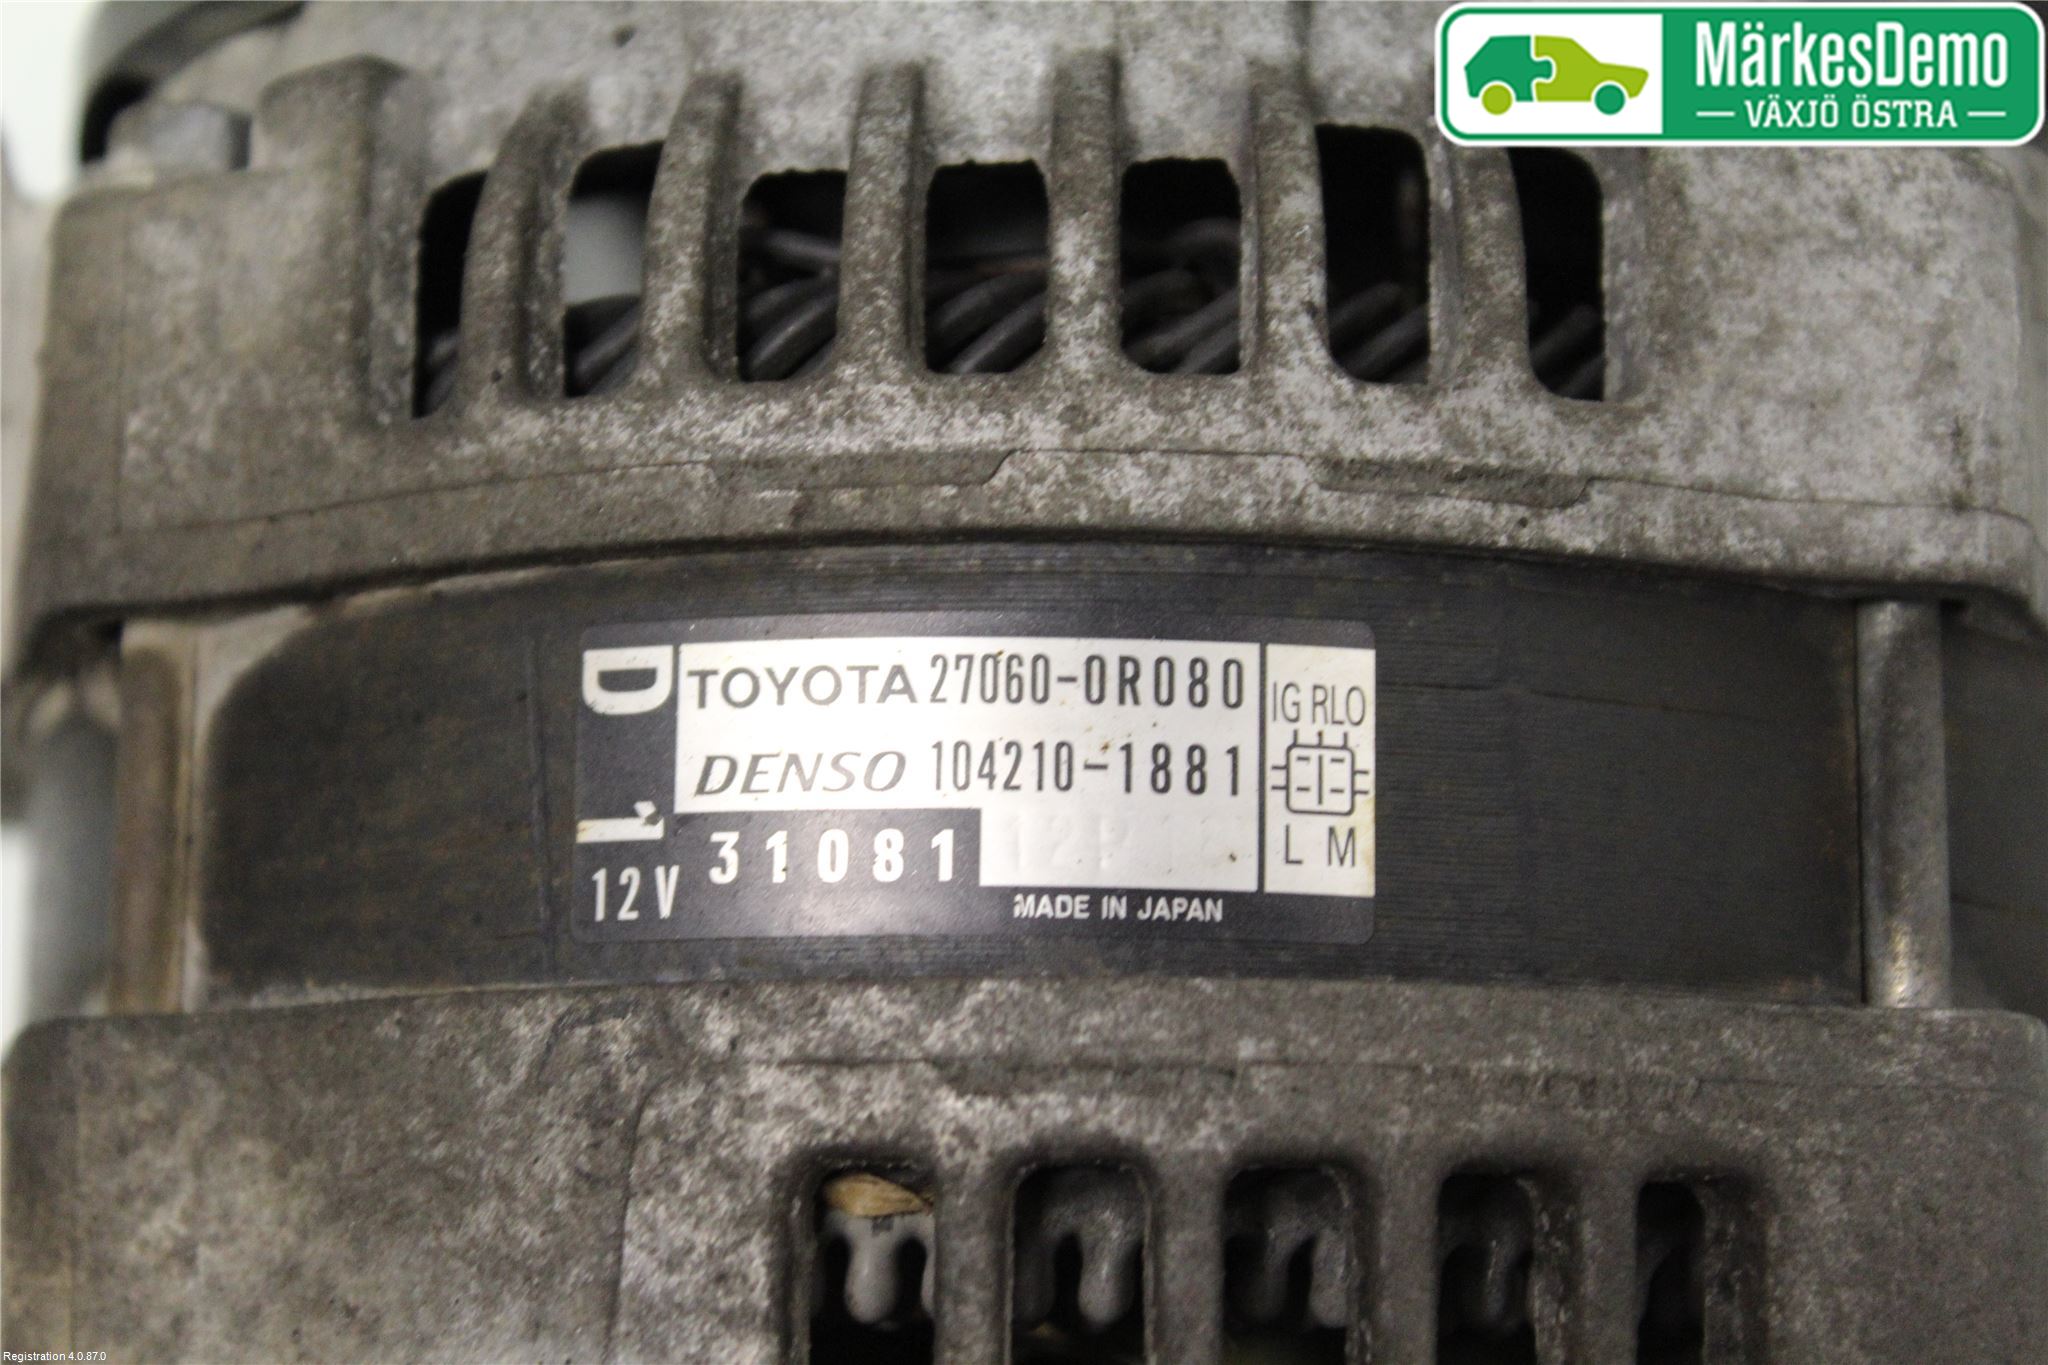 MärkesDemo
VÄXJÖ ÖSTRA
D1
TOYOTA 27060-0R080
DENSO 104210-1881
IG RLO
L M
31081
12V
MADE IN JAPAN
Registration 4.0.87.0